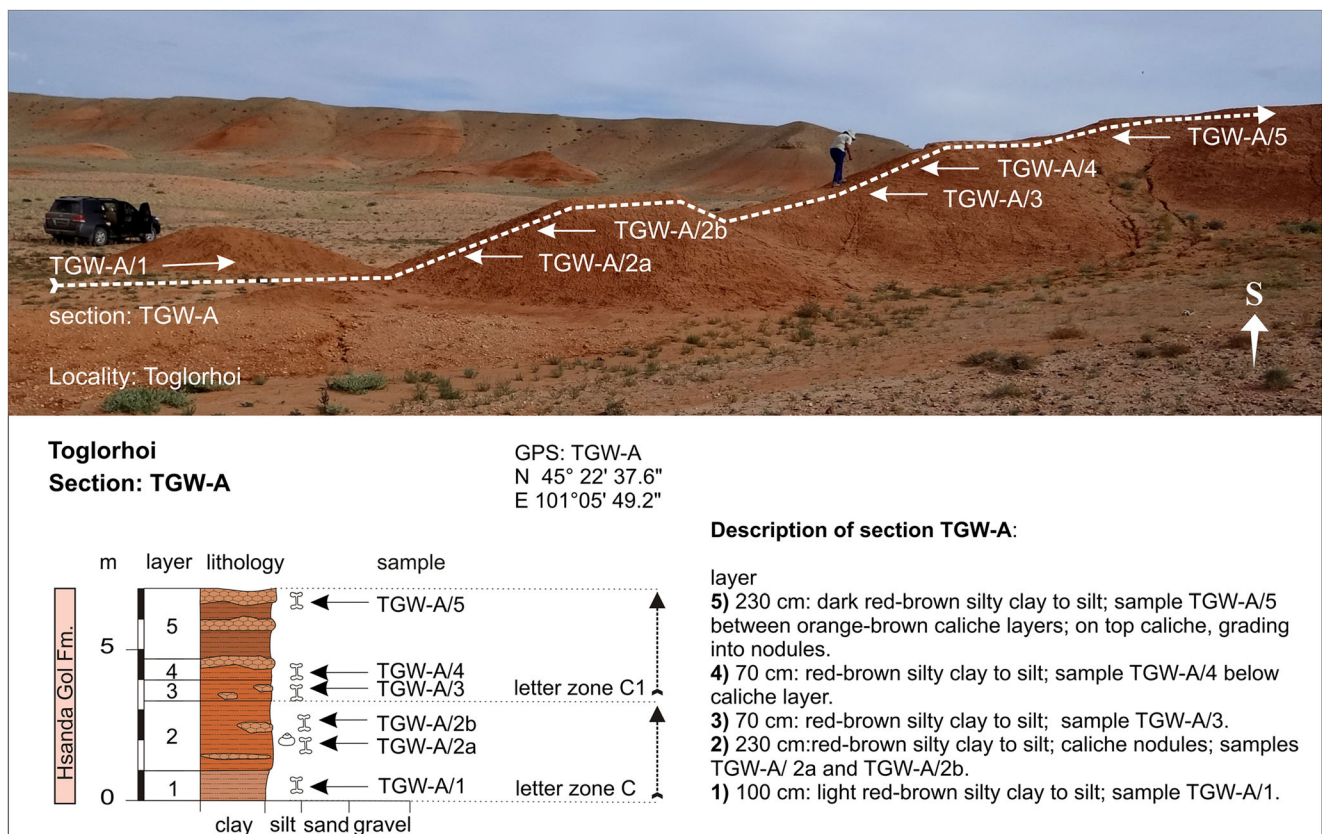 TGW-A/5
TGW-A/4
TGW-A/3
TGW-A/2b
TGW-A/2a
TGW-A/1
section: TGW-A
Locality: Toglorhoi
S
Toglorhoi
Section: TGW-A
GPS: TGW-A
N 45° 22' 37.6"
E 101°05' 49.2"
m layer lithology sample
Hsanda Gol Fm.
5
0
5
4
3
2
1
TGW-A/5
TGW-A/4
TGW-A/3
TGW-A/2b
TGW-A/2a
TGW-A/1
letter zone C1
letter zone C
clay silt sand gravel
Description of section TGW-A:
layer
5) 230 cm: dark red-brown silty clay to silt; sample TGW-A/5
between orange-brown caliche layers; on top caliche, grading
into nodules.
4) 70 cm: red-brown silty clay to silt; sample TGW-A/4 below
caliche layer.
3) 70 cm: red-brown silty clay to silt; sample TGW-A/3.
2) 230 cm:red-brown silty clay to silt; caliche nodules; samples
TGW-A/ 2a and TGW-A/2b.
1) 100 cm: light red-brown silty clay to silt; sample TGW-A/1.